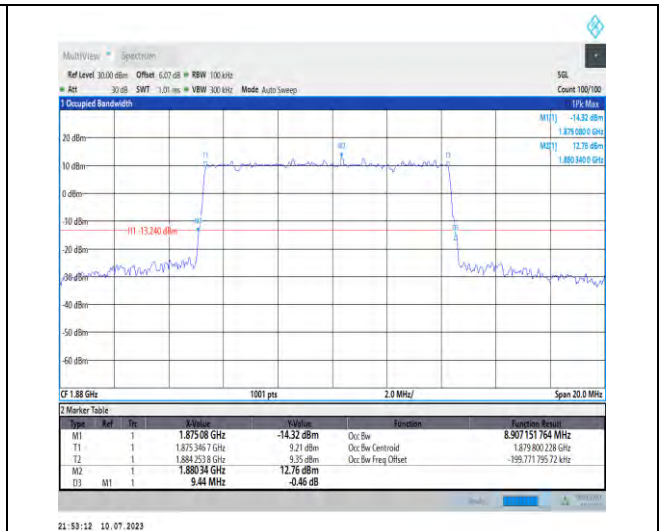 MultiView Spectrum
Ref Level 30.00 dBm Offset 6.07 dB RBW 100 kHz SGL
Att 30 dB SWT 1.01 ms VBW 300 kHz Mode Auto Sweep Count 100/100
1 Occupied Bandwidth 1Pk Max
M1[1] -14.32 dBm
1.875 080 0 GHz
M2[1] 12.76 dBm
1.880 340 0 GHz
20 dBm
M2
T1
10 dBm
0 dBm
-10 dBm
H1 -13.240 dBm
-20 dBm
-30 dBm
-40 dBm
-50 dBm
-60 dBm
CF 1.88 GHz 1001 pts 2.0 MHz/ Span 20.0 MHz
2 Marker Table
Type Ref Trc X-Value Y-Value Function Function Result
M1 1 1.87508 GHz -14.32 dBm Occ Bw 8.907 151 764 MHz
T1 1 1.875 346 7 GHz 9.21 dBm Occ Bw Centroid 1.879 800 228 GHz
T2 1 1.884 253 8 GHz 9.35 dBm Occ Bw Freq Offset -199.771 795 72 kHz
M2 1 1.88034 GHz 12.76 dBm
D3 M1 1 9.44 MHz -0.46 dB
21:53:12 10.07.2023